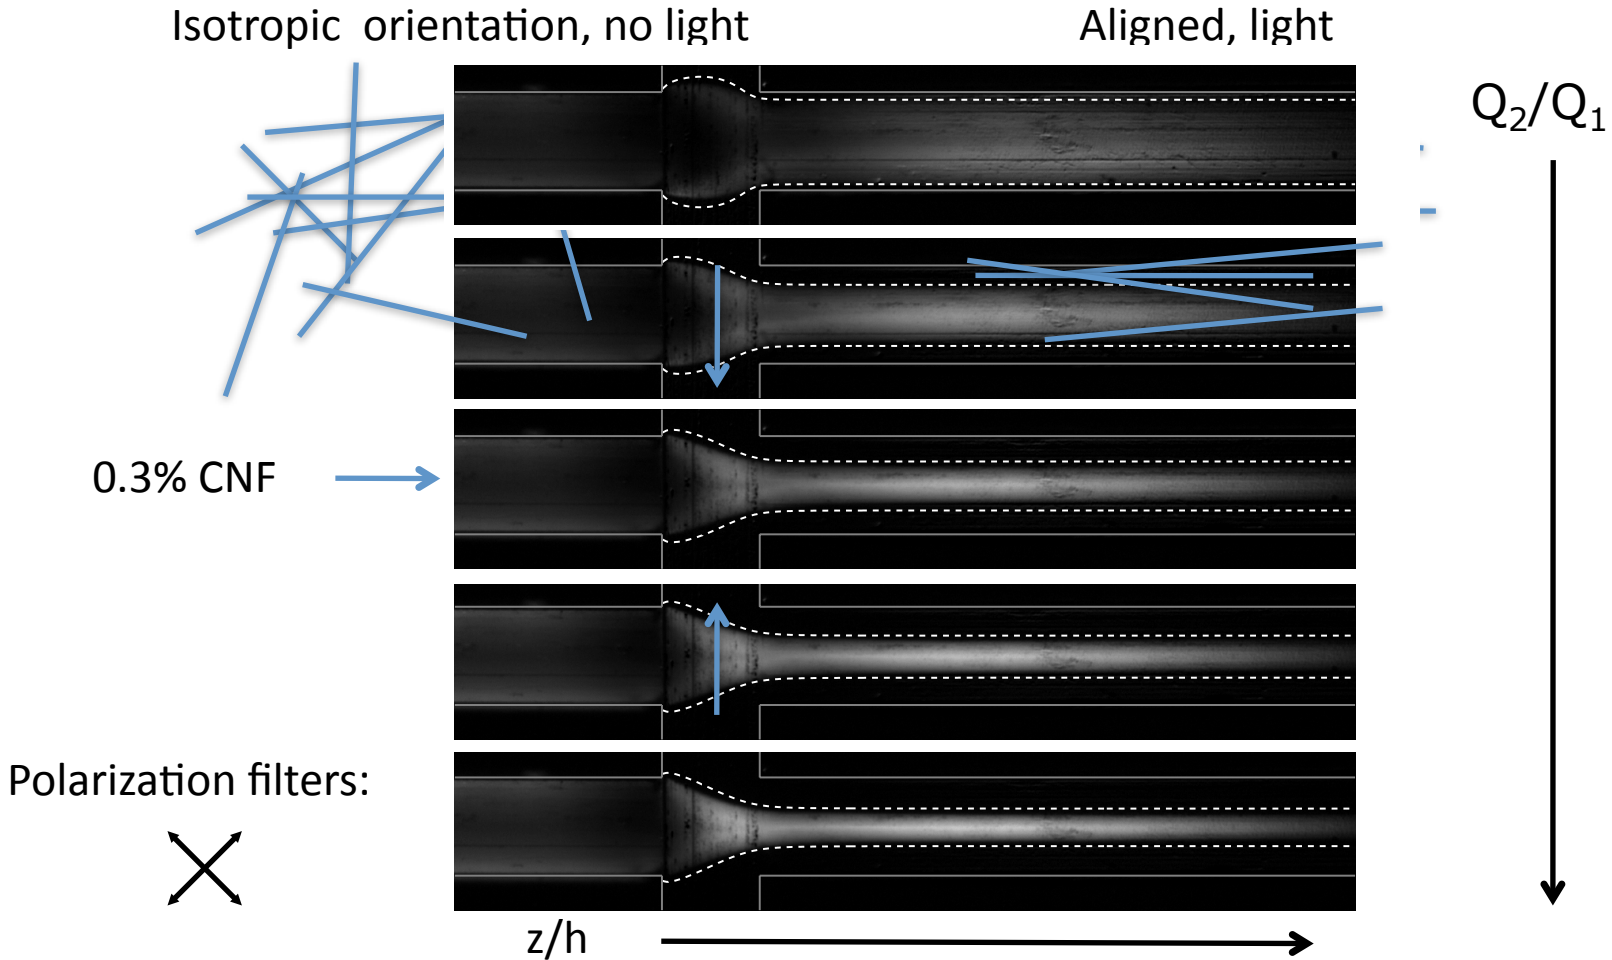 Isotropic orientation, no light
Aligned, light
Q₂/Q₁
0.3% CNF
Polarization filters:
z/h